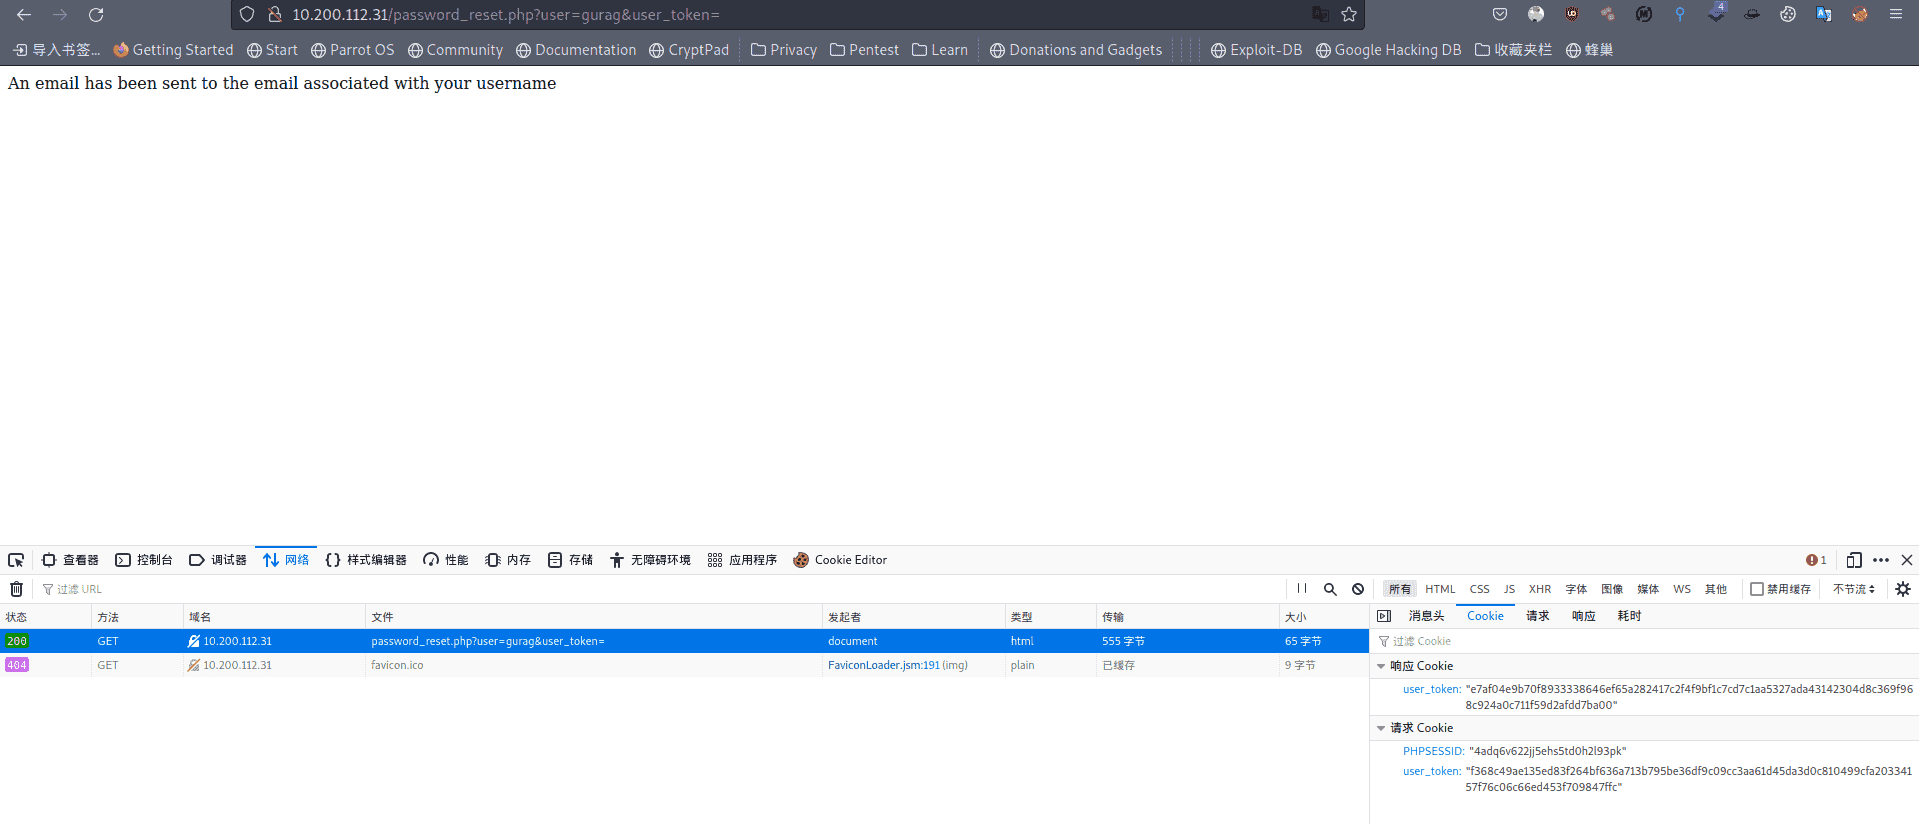 10.200.112.31/password_reset.php?user=gurag&user_token=
4
导入书签... Getting Started Start Parrot OS Community Documentation CryptPad Privacy Pentest Learn Donations and Gadgets Exploit-DB Google Hacking DB 收藏夹栏 蜂巢
An email has been sent to the email associated with your username
查看器 控制台 调试器 网络 样式编辑器 性能 内存 存储 无障碍环境 应用程序 Cookie Editor 1
过滤 URL 所有 HTML CSS JS XHR 字体 图像 媒体 WS 其他 禁用缓存 不节流
状态 方法 域名 文件 发起者 类型 传输 大小 消息头 Cookie 请求 响应 耗时
200 GET 10.200.112.31 password_reset.php?user=gurag&user_token= document html 555 字节 65 字节
404 GET 10.200.112.31 favicon.ico FaviconLoader.jsm:191 (img) plain 已缓存 9 字节
过滤 Cookie
响应 Cookie
user_token: "e7af04e9b70f8933338646ef65a282417c2f4f9bf1c7cd7c1aa5327ada43142304d8c369f96
8c924a0c711f59d2afdd7ba00"
请求 Cookie
PHPSESSID: "4adq6v622jj5ehs5td0h2l93pk"
user_token: "f368c49ae135ed83f264bf636a713b795be36df9c09cc3aa61d45da3d0c810499cfa203341
57f76c06c66ed453f709847ffc"